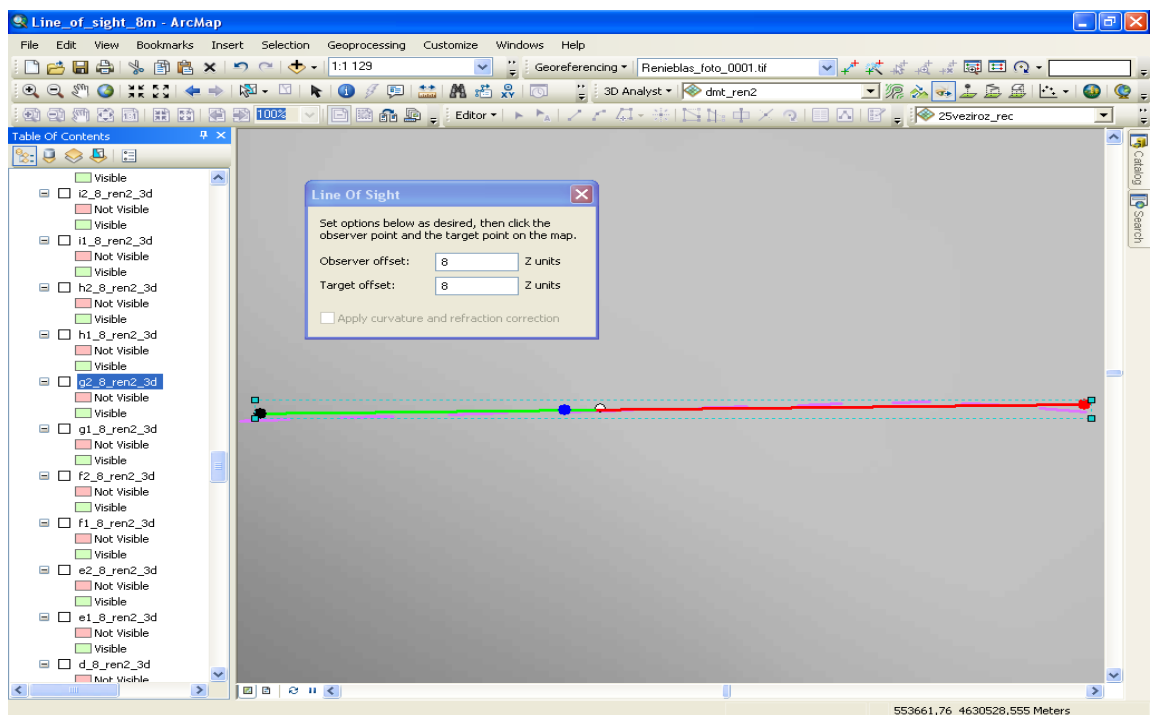 Line_of_sight_8m - ArcMap
File Edit View Bookmarks Insert Selection Geoprocessing Customize Windows Help
1:1 129 Georeferencing Renieblas_foto_0001.tif
3D Analyst dmt_ren2
100% Editor 25veziroz_rec
Table Of Contents
Visible
i2_8_ren2_3d
Not Visible
Visible
i1_8_ren2_3d
Not Visible
Visible
h2_8_ren2_3d
Not Visible
Visible
h1_8_ren2_3d
Not Visible
Visible
g2_8_ren2_3d
Not Visible
Visible
g1_8_ren2_3d
Not Visible
Visible
f2_8_ren2_3d
Not Visible
Visible
f1_8_ren2_3d
Not Visible
Visible
e2_8_ren2_3d
Not Visible
Visible
e1_8_ren2_3d
Not Visible
Visible
d_8_ren2_3d
Not Visible
Line Of Sight
Set options below as desired, then click the
observer point and the target point on the map.
Observer offset: 8 Z units
Target offset: 8 Z units
Apply curvature and refraction correction
Catalog
Search
553661,76 4630528,555 Meters